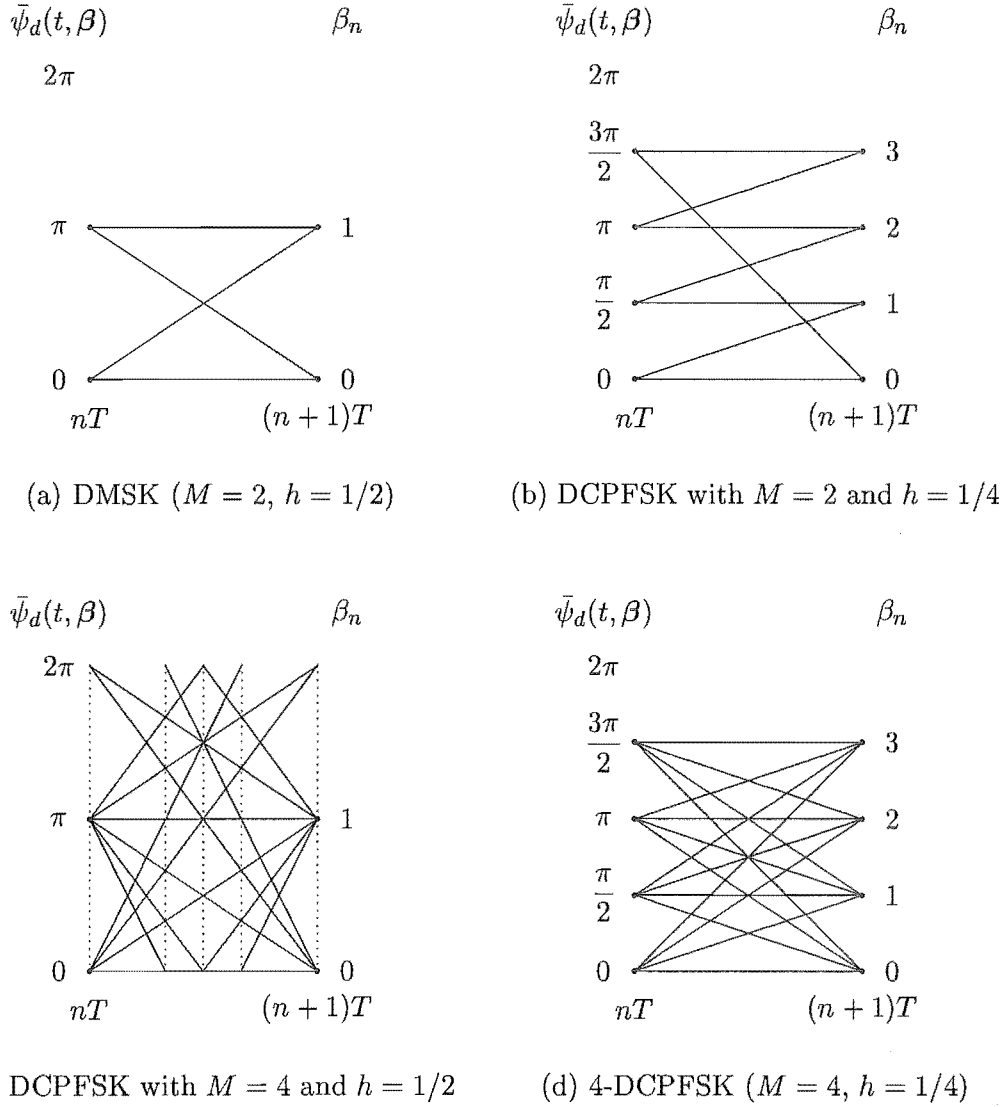 ψ̄_d(t, β) β_n
2π
π 1
0 0
nT (n + 1)T
(a) DMSK (M = 2, h = 1/2)
ψ̄_d(t, β) β_n
2π
3π/2 3
π 2
π/2 1
0 0
nT (n + 1)T
(b) DCPFSK with M = 2 and h = 1/4
ψ̄_d(t, β) β_n
2π
π 1
0 0
nT (n + 1)T
DCPFSK with M = 4 and h = 1/2
ψ̄_d(t, β) β_n
2π
3π/2 3
π 2
π/2 1
0 0
nT (n + 1)T
(d) 4-DCPFSK (M = 4, h = 1/4)